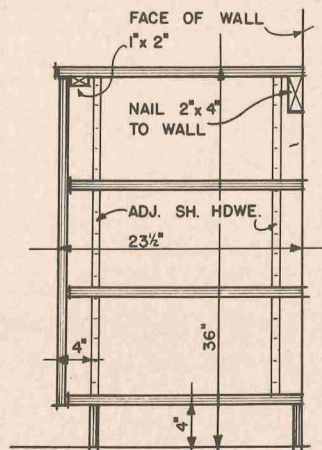 FACE OF WALL
1"x 2"
NAIL 2"x 4"
TO WALL
ADJ. SH. HDWE.
23½"
4"
36"
4"